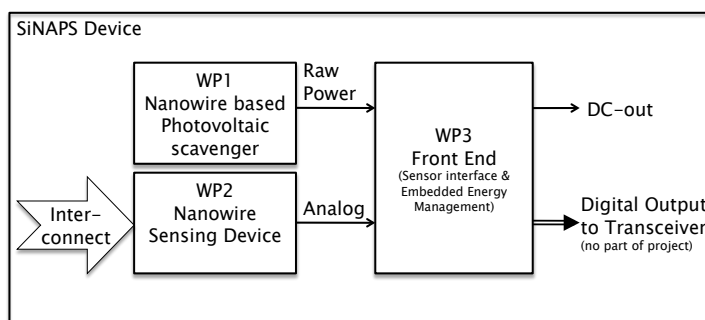 SiNAPS Device
WP1
Nanowire based
Photovoltaic
scavenger
Raw
Power
WP2
Nanowire
Sensing Device
Inter-
connect
Analog
WP3
Front End
(Sensor interface &
Embedded Energy
Management)
DC-out
Digital Output
to Transceiver
(no part of project)